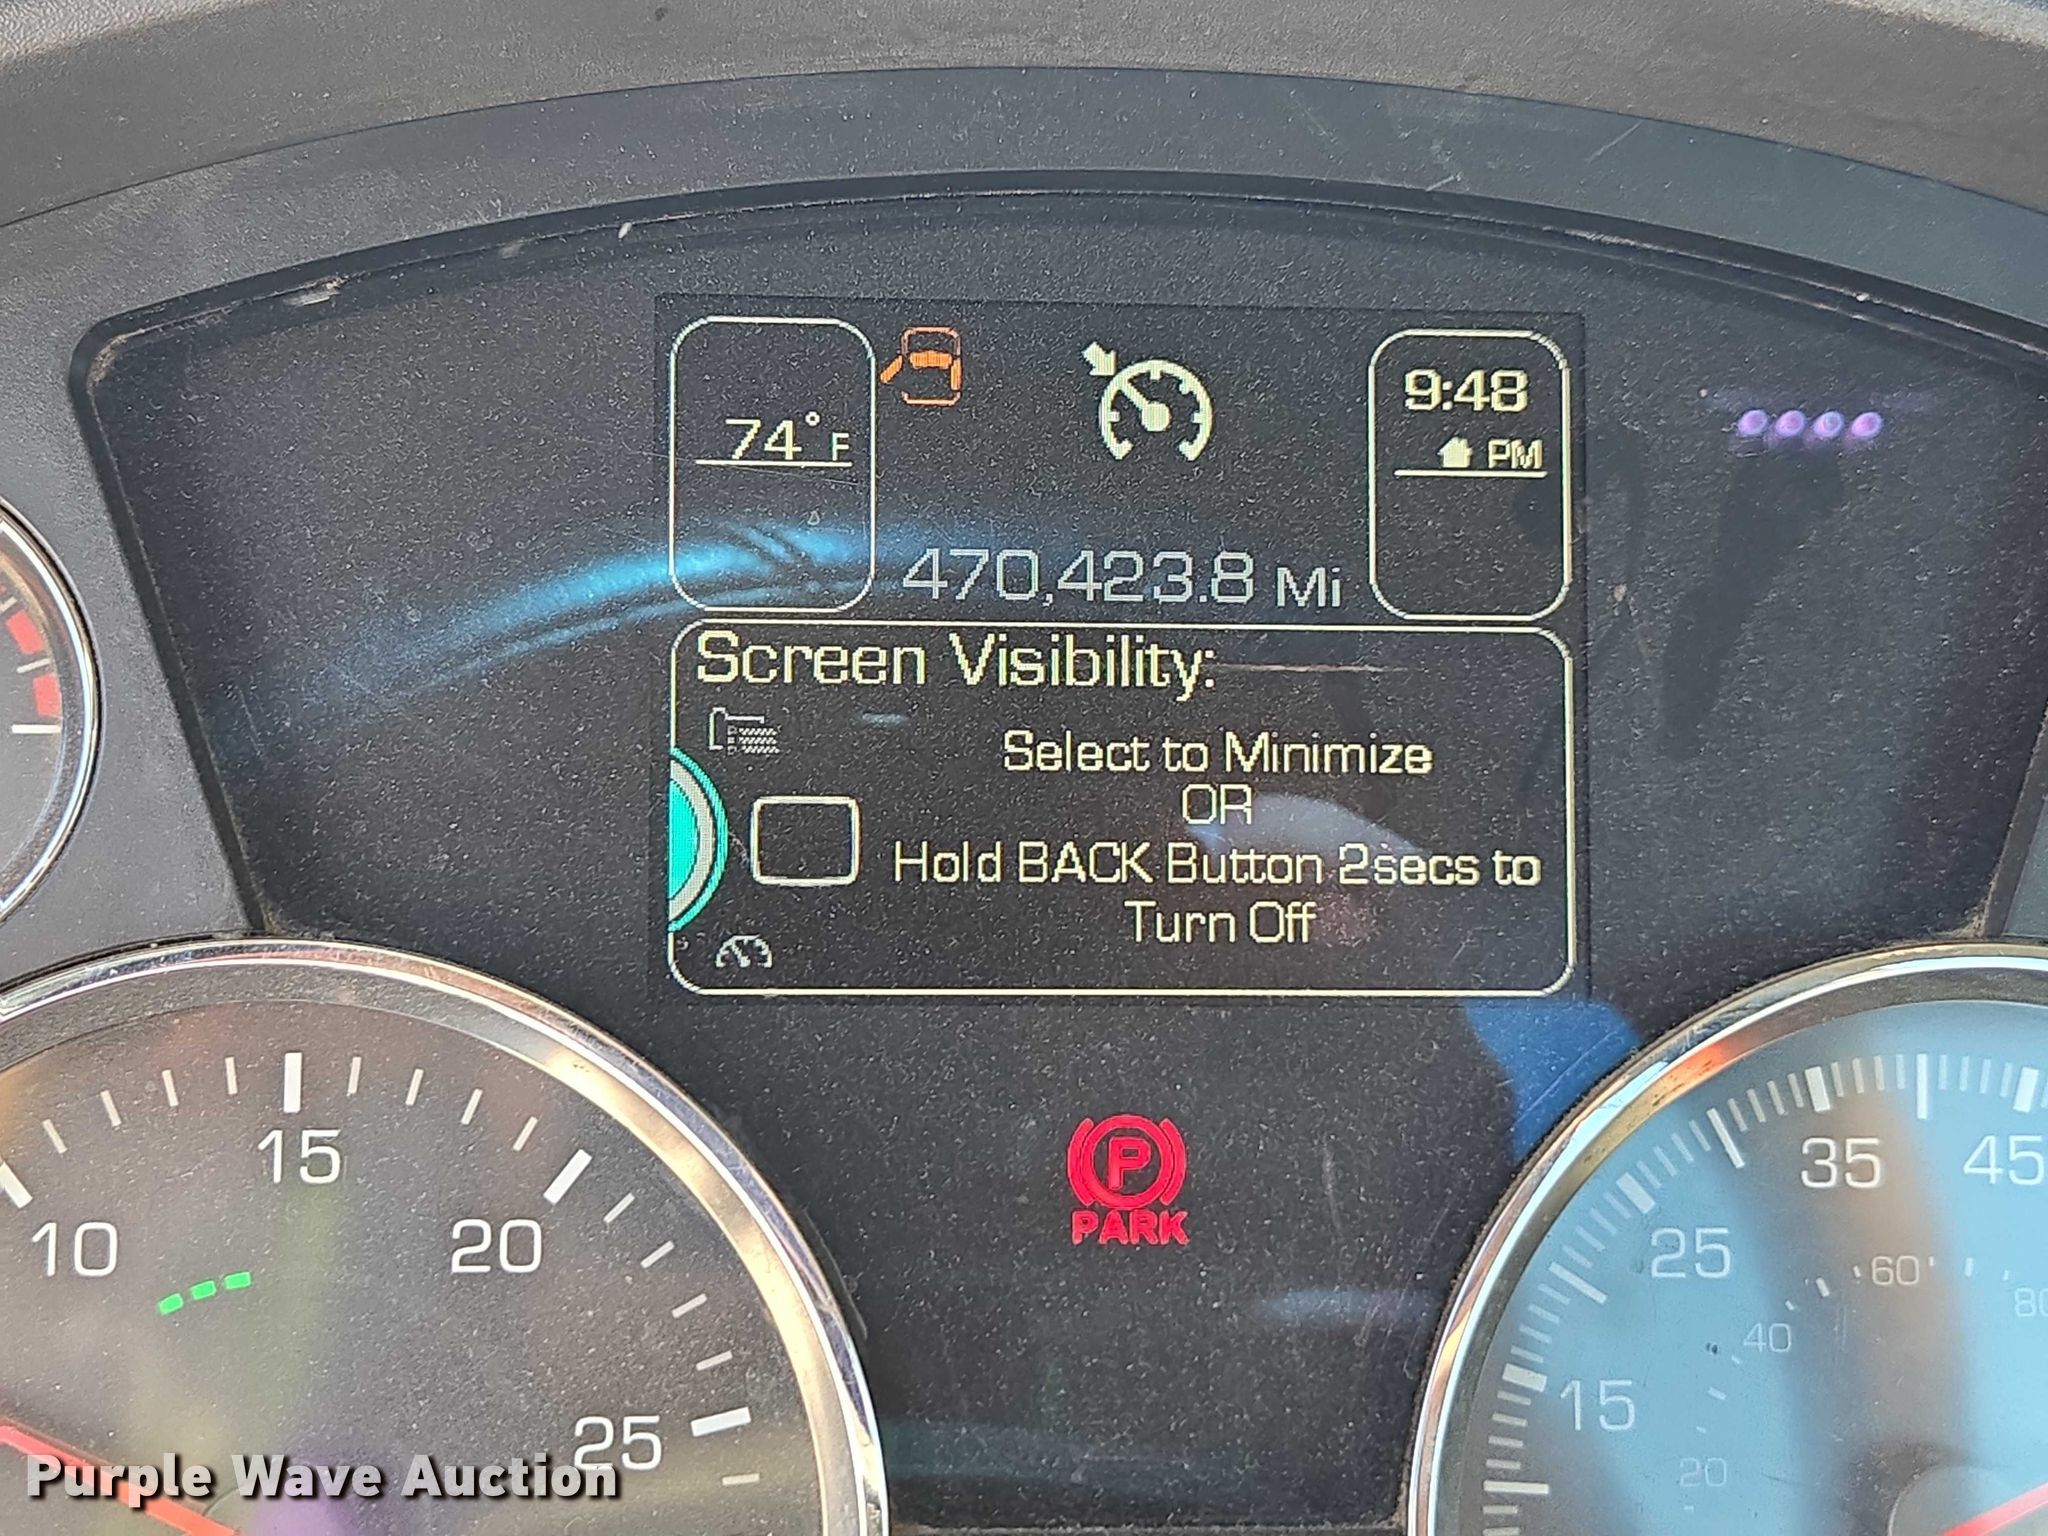 74°F
9:48
PM
470,423.8 Mi
Screen Visibility:
Select to Minimize
OR
Hold BACK Button 2secs to
Turn Off
P
PARK
10
15
20
25
15
25
35
45
20
40
60
80
Purple Wave Auction